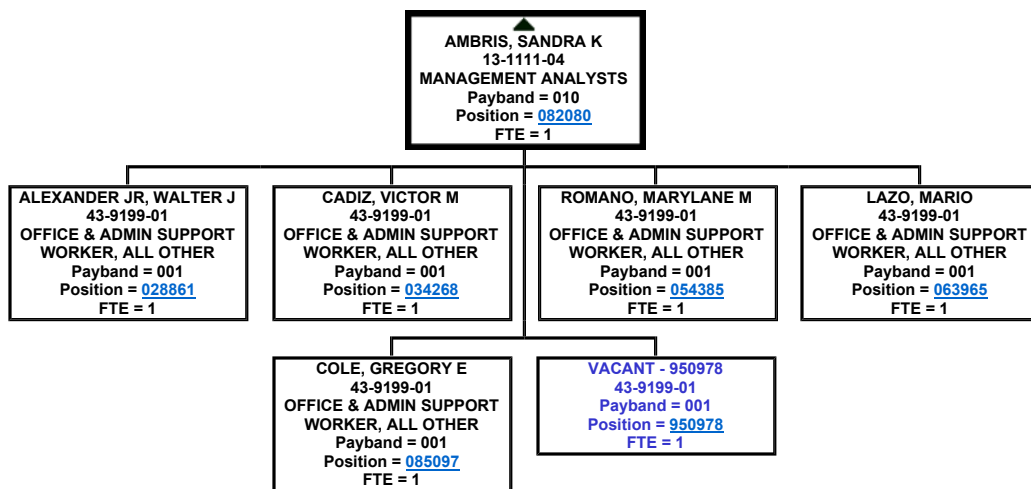 AMBRIS, SANDRA K
13-1111-04
MANAGEMENT ANALYSTS
Payband = 010
Position = 082080
FTE = 1
ALEXANDER JR, WALTER J
43-9199-01
OFFICE & ADMIN SUPPORT
WORKER, ALL OTHER
Payband = 001
Position = 028861
FTE = 1
CADIZ, VICTOR M
43-9199-01
OFFICE & ADMIN SUPPORT
WORKER, ALL OTHER
Payband = 001
Position = 034268
FTE = 1
ROMANO, MARYLANE M
43-9199-01
OFFICE & ADMIN SUPPORT
WORKER, ALL OTHER
Payband = 001
Position = 054385
FTE = 1
LAZO, MARIO
43-9199-01
OFFICE & ADMIN SUPPORT
WORKER, ALL OTHER
Payband = 001
Position = 063965
FTE = 1
COLE, GREGORY E
43-9199-01
OFFICE & ADMIN SUPPORT
WORKER, ALL OTHER
Payband = 001
Position = 085097
FTE = 1
VACANT - 950978
43-9199-01
Payband = 001
Position = 950978
FTE = 1